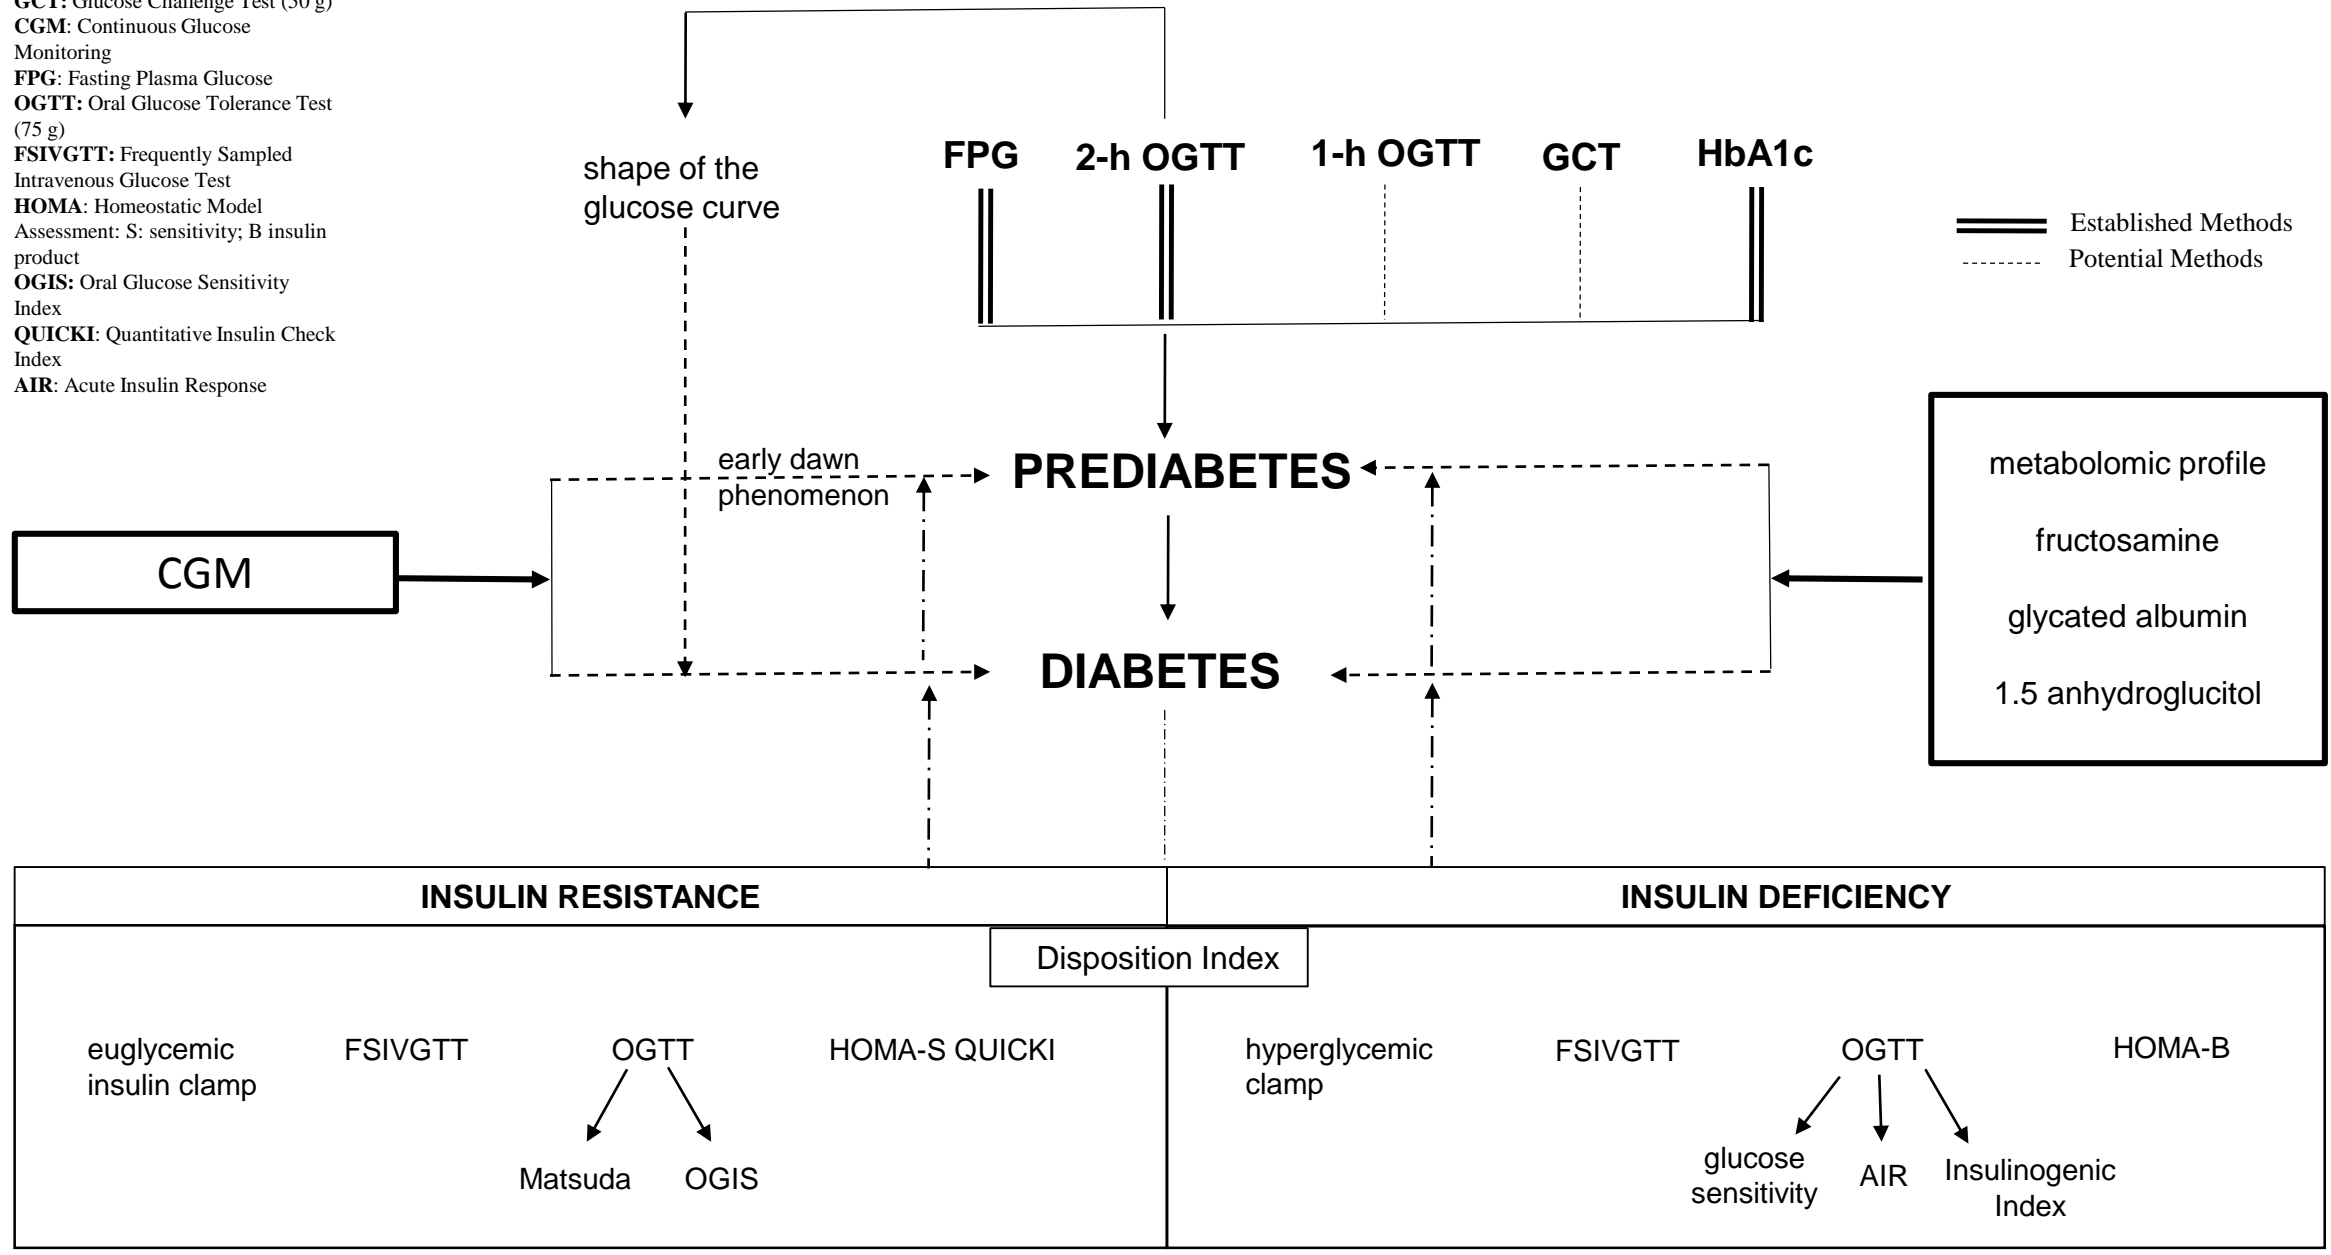 GCT: Glucose Challenge Test (50 g)
CGM: Continuous Glucose
Monitoring
FPG: Fasting Plasma Glucose
OGTT: Oral Glucose Tolerance Test
(75 g)
FSIVGTT: Frequently Sampled
Intravenous Glucose Test
HOMA: Homeostatic Model
Assessment: S: sensitivity; B insulin
product
OGIS: Oral Glucose Sensitivity
Index
QUICKI: Quantitative Insulin Check
Index
AIR: Acute Insulin Response
shape of the
glucose curve
FPG
2-h OGTT
1-h OGTT
GCT
HbA1c
Established Methods
Potential Methods
early dawn
phenomenon
PREDIABETES
CGM
DIABETES
metabolomic profile
fructosamine
glycated albumin
1.5 anhydroglucitol
INSULIN RESISTANCE
INSULIN DEFICIENCY
Disposition Index
euglycemic
insulin clamp
FSIVGTT
OGTT
HOMA-S QUICKI
Matsuda
OGIS
hyperglycemic
clamp
FSIVGTT
OGTT
HOMA-B
glucose
sensitivity
AIR
Insulinogenic
Index